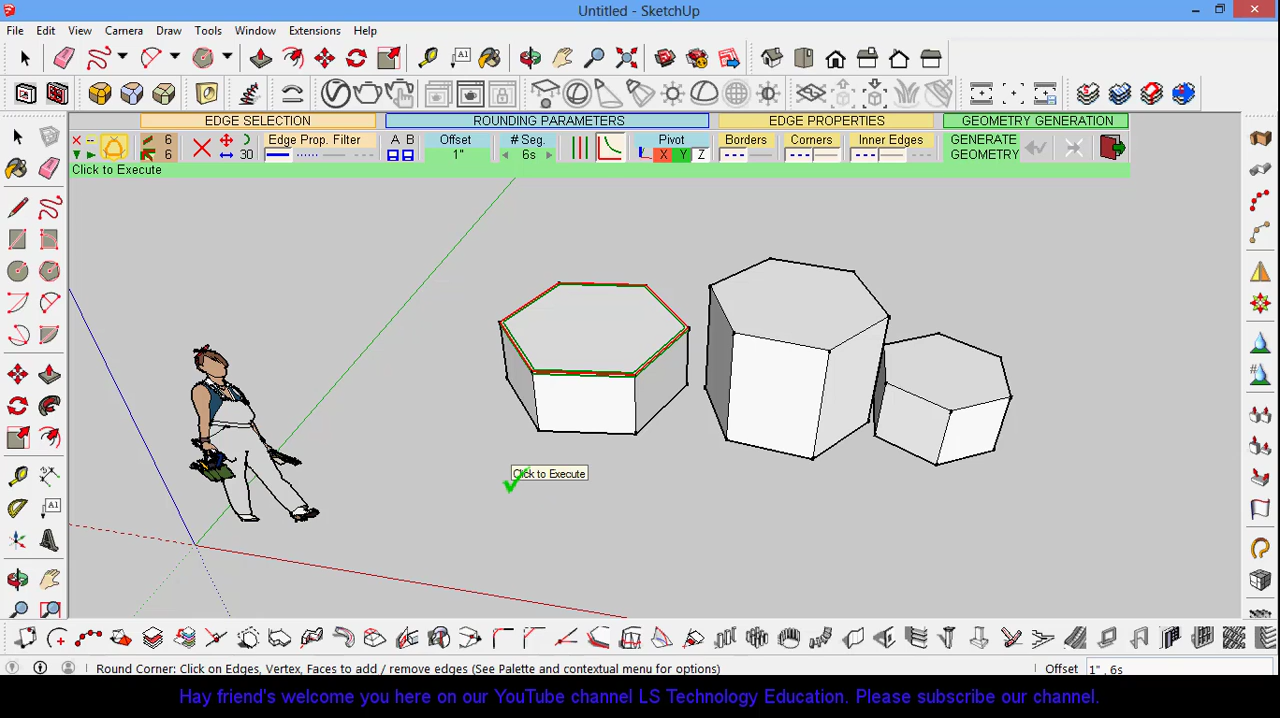 Untitled - SketchUp
File Edit View Camera Draw Tools Window Extensions Help
A1
EDGE SELECTION ROUNDING PARAMETERS EDGE PROPERTIES GEOMETRY GENERATION
6 Edge Prop. Filter A B Offset # Seg. Pivot Borders Corners Inner Edges GENERATE
6 30 1" 6s X Y Z GEOMETRY
Click to Execute
A1
Click to Execute
Round Corner: Click on Edges, Vertex, Faces to add / remove edges (See Palette and contextual menu for options) Offset 1" , 6s
Hay friend's welcome you here on our YouTube channel LS Technology Education. Please subscribe our channel.